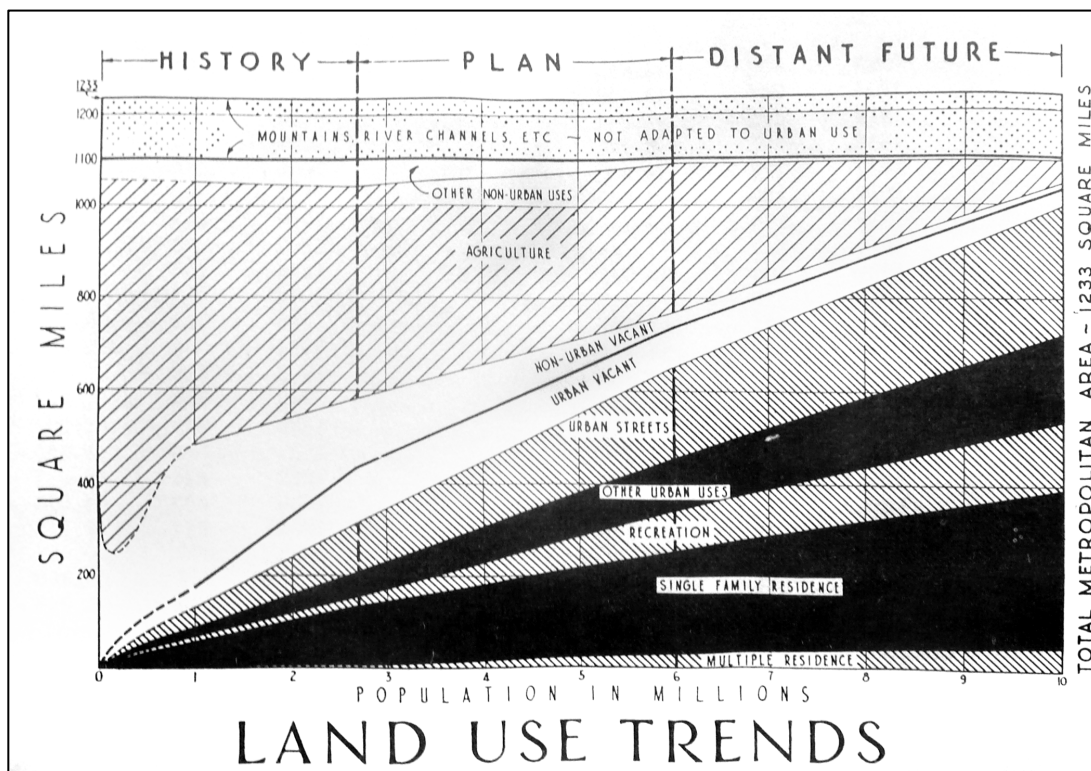 HISTORY PLAN DISTANT FUTURE
1233
1200
MOUNTAINS, RIVER CHANNELS, ETC — NOT ADAPTED TO URBAN USE
1100
OTHER NON-URBAN USES
1000
AGRICULTURE
800
NON-URBAN VACANT
600
URBAN VACANT
URBAN STREETS
400
OTHER URBAN USES
RECREATION
200
SINGLE FAMILY RESIDENCE
MULTIPLE RESIDENCE
SQUARE MILES
TOTAL METROPOLITAN AREA ~ 1233 SQUARE MILES
0 1 2 3 4 5 6 7 8 9 10
POPULATION IN MILLIONS
LAND USE TRENDS